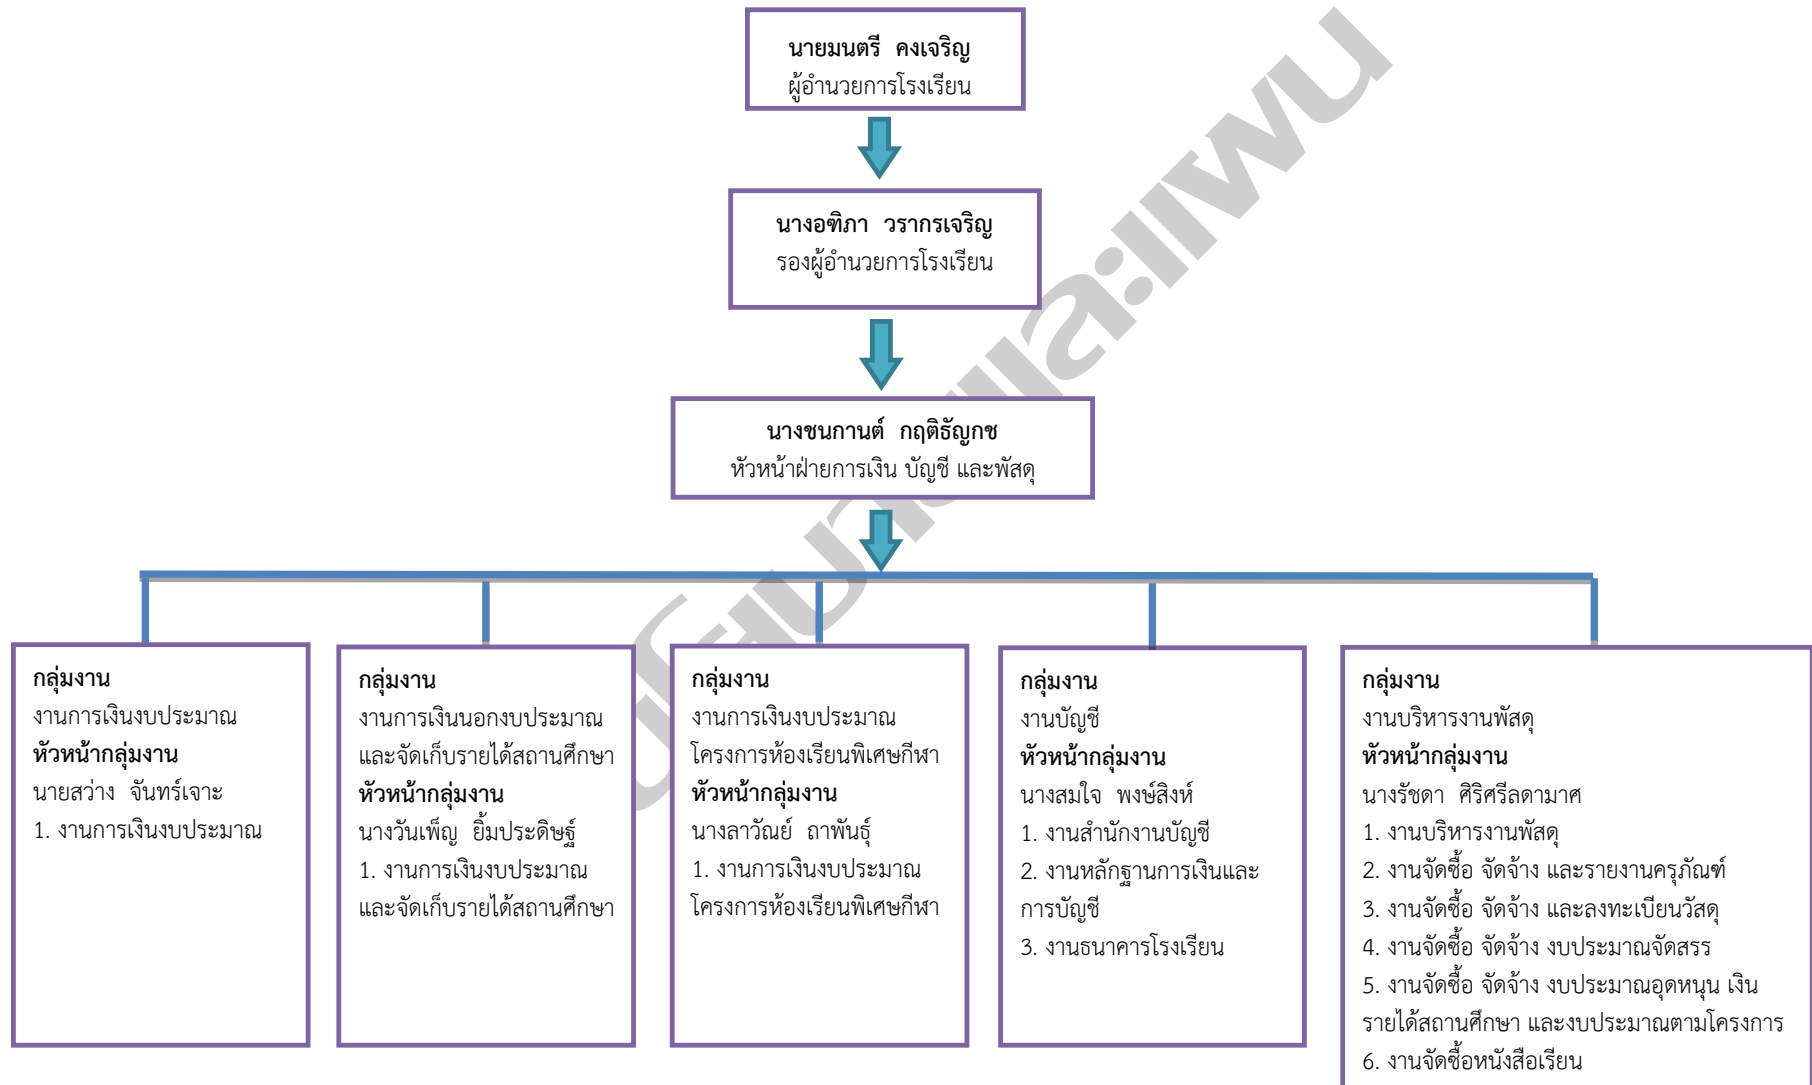 นายมนตรี คงเจริญ
ผู้อำนวยการโรงเรียน
นางอฑิภา วรากรเจริญ
รองผู้อำนวยการโรงเรียน
นางชนกานต์ กฤติธัญกช
หัวหน้าฝ่ายการเงิน บัญชี และพัสดุ
กลุ่มงาน
งานการเงินงบประมาณ
หัวหน้ากลุ่มงาน
นายสว่าง จันทร์เจาะ
1. งานการเงินงบประมาณ
กลุ่มงาน
งานการเงินนอกงบประมาณ
และจัดเก็บรายได้สถานศึกษา
หัวหน้ากลุ่มงาน
นางวันเพ็ญ ยิ้มประดิษฐ์
1. งานการเงินงบประมาณ
และจัดเก็บรายได้สถานศึกษา
กลุ่มงาน
งานการเงินงบประมาณ
โครงการห้องเรียนพิเศษกีฬา
หัวหน้ากลุ่มงาน
นางลาวัณย์ ถาพันธุ์
1. งานการเงินงบประมาณ
โครงการห้องเรียนพิเศษกีฬา
กลุ่มงาน
งานบัญชี
หัวหน้ากลุ่มงาน
นางสมใจ พงษ์สิงห์
1. งานสำนักงานบัญชี
2. งานหลักฐานการเงินและ
การบัญชี
3. งานธนาคารโรงเรียน
กลุ่มงาน
งานบริหารงานพัสดุ
หัวหน้ากลุ่มงาน
นางรัชดา ศิริศรีลดามาศ
1. งานบริหารงานพัสดุ
2. งานจัดซื้อ จัดจ้าง และรายงานครุภัณฑ์
3. งานจัดซื้อ จัดจ้าง และลงทะเบียนวัสดุ
4. งานจัดซื้อ จัดจ้าง งบประมาณจัดสรร
5. งานจัดซื้อ จัดจ้าง งบประมาณอุดหนุน เงิน
รายได้สถานศึกษา และงบประมาณตามโครงการ
6. งานจัดซื้อหนังสือเรียน